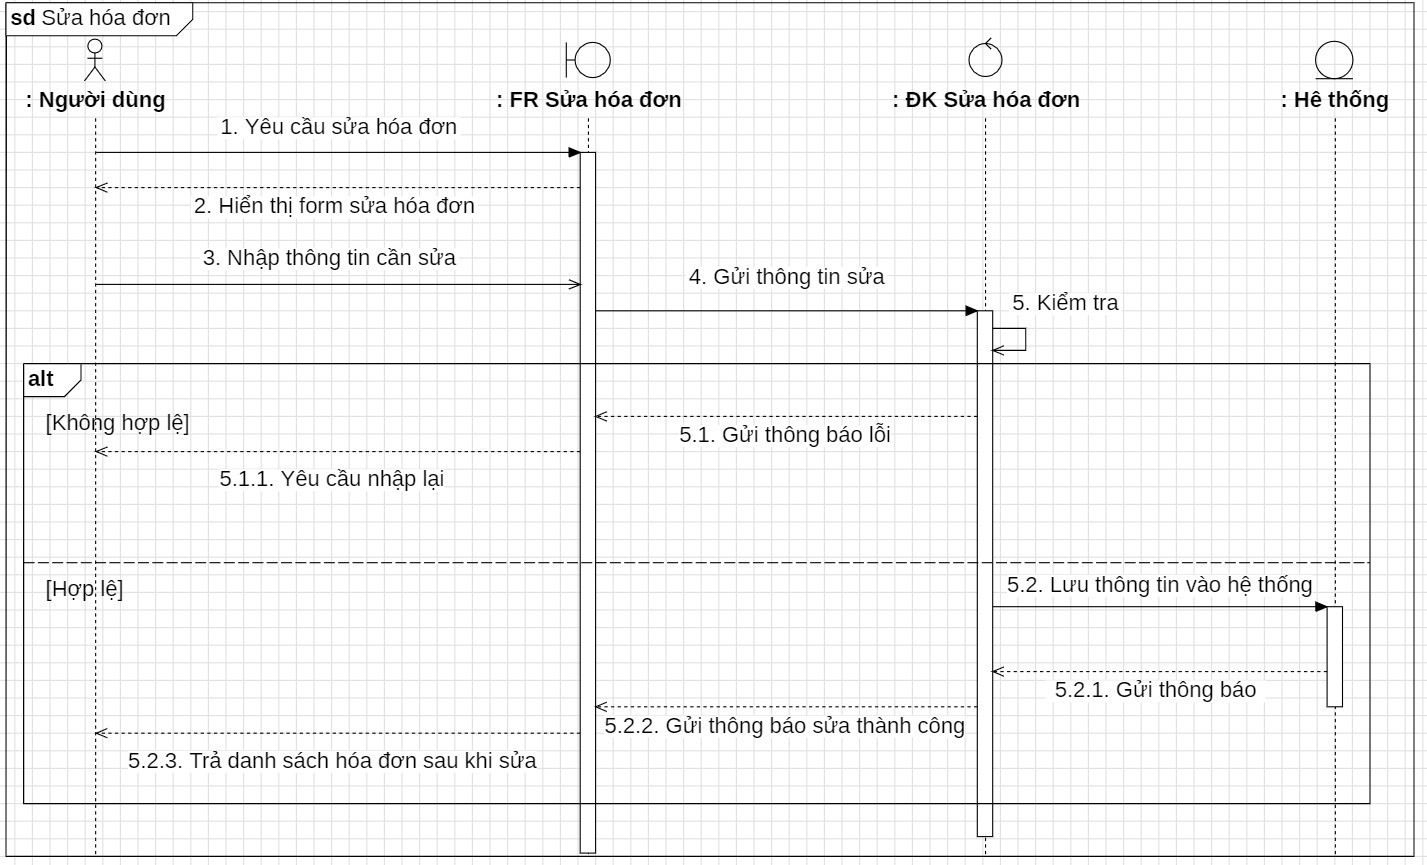 sd Sửa hóa đơn
: Người dùng
: FR Sửa hóa đơn
: ĐK Sửa hóa đơn
: Hê thống
1. Yêu cầu sửa hóa đơn
2. Hiển thị form sửa hóa đơn
3. Nhập thông tin cần sửa
4. Gửi thông tin sửa
5. Kiểm tra
alt
[Không hợp lệ]
5.1. Gửi thông báo lỗi
5.1.1. Yêu cầu nhập lại
[Hợp lệ]
5.2. Lưu thông tin vào hệ thống
5.2.1. Gửi thông báo
5.2.2. Gửi thông báo sửa thành công
5.2.3. Trả danh sách hóa đơn sau khi sửa